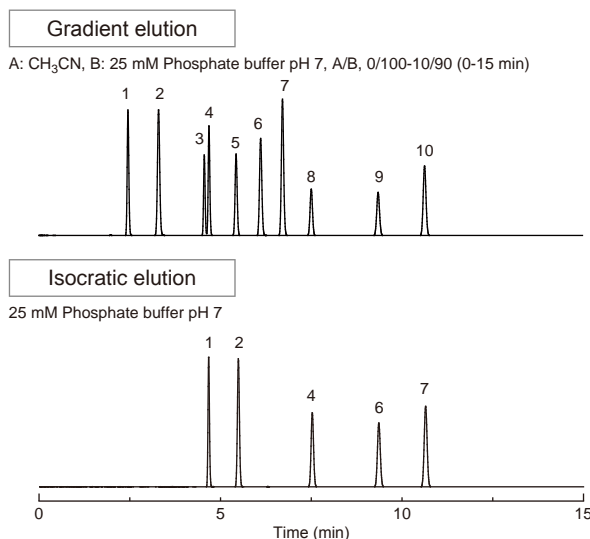 Gradient elution
A: CH₃CN, B: 25 mM Phosphate buffer pH 7, A/B, 0/100-10/90 (0-15 min)
1 2 3 4 5 6 7 8 9 10
Isocratic elution
25 mM Phosphate buffer pH 7
1 2 4 6 7
0 5 10 15
Time (min)